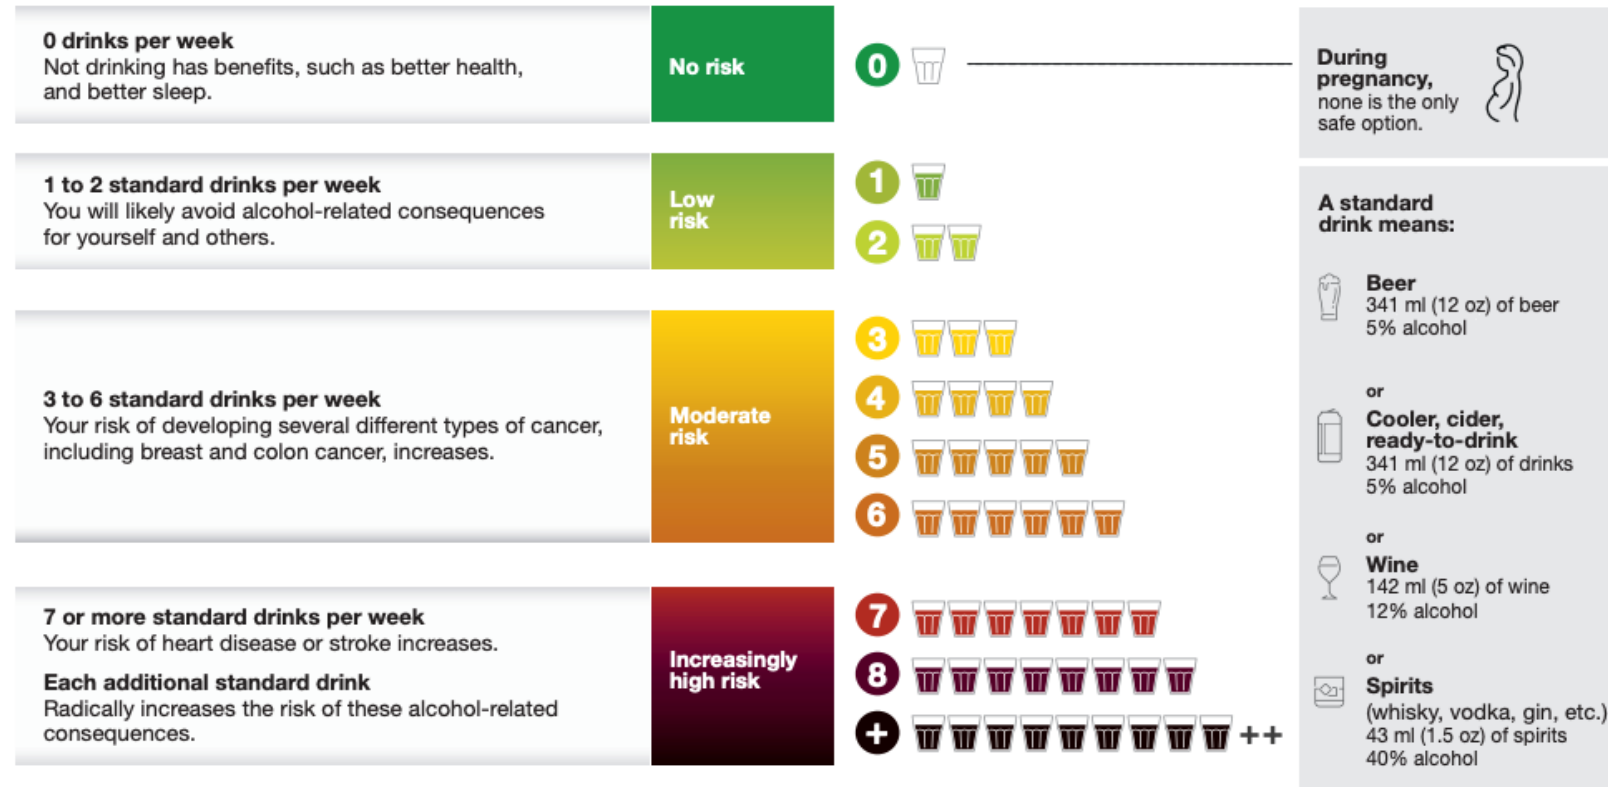 0 drinks per week
Not drinking has benefits, such as better health,
and better sleep.
No risk
0
During
pregnancy,
none is the only
safe option.
1 to 2 standard drinks per week
You will likely avoid alcohol-related consequences
for yourself and others.
Low
risk
1
2
3 to 6 standard drinks per week
Your risk of developing several different types of cancer,
including breast and colon cancer, increases.
Moderate
risk
3
4
5
6
7 or more standard drinks per week
Your risk of heart disease or stroke increases.
Each additional standard drink
Radically increases the risk of these alcohol-related
consequences.
Increasingly
high risk
7
8
+
++
A standard
drink means:
Beer
341 ml (12 oz) of beer
5% alcohol
or
Cooler, cider,
ready-to-drink
341 ml (12 oz) of drinks
5% alcohol
or
Wine
142 ml (5 oz) of wine
12% alcohol
or
Spirits
(whisky, vodka, gin, etc.)
43 ml (1.5 oz) of spirits
40% alcohol